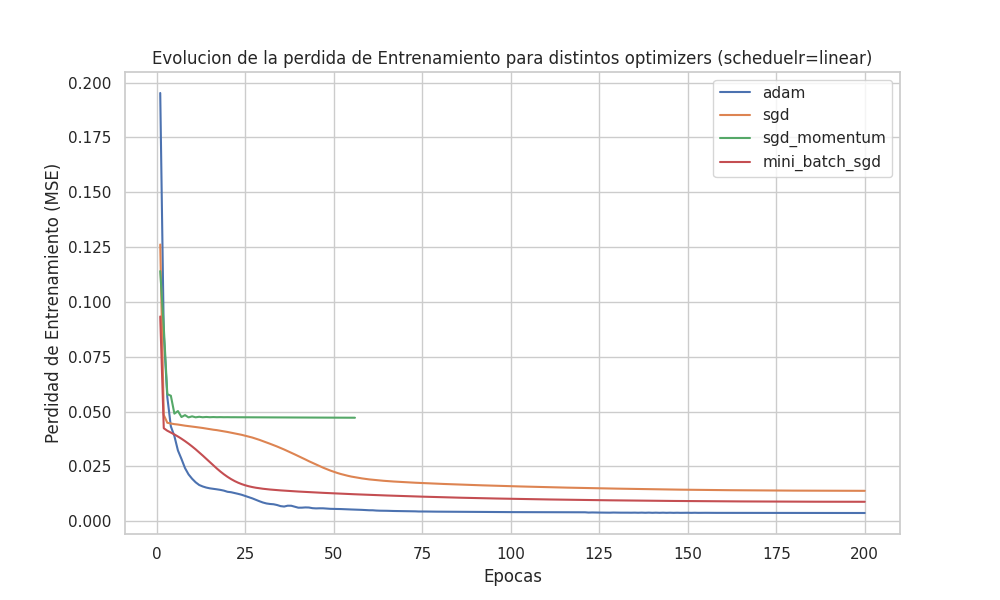 Evolucion de la perdida de Entrenamiento para distintos optimizers (scheduelr=linear)
adam
sgd
sgd_momentum
mini_batch_sgd
Perdidad de Entrenamiento (MSE)
0.200
0.175
0.150
0.125
0.100
0.075
0.050
0.025
0.000
0 25 50 75 100 125 150 175 200
Epocas